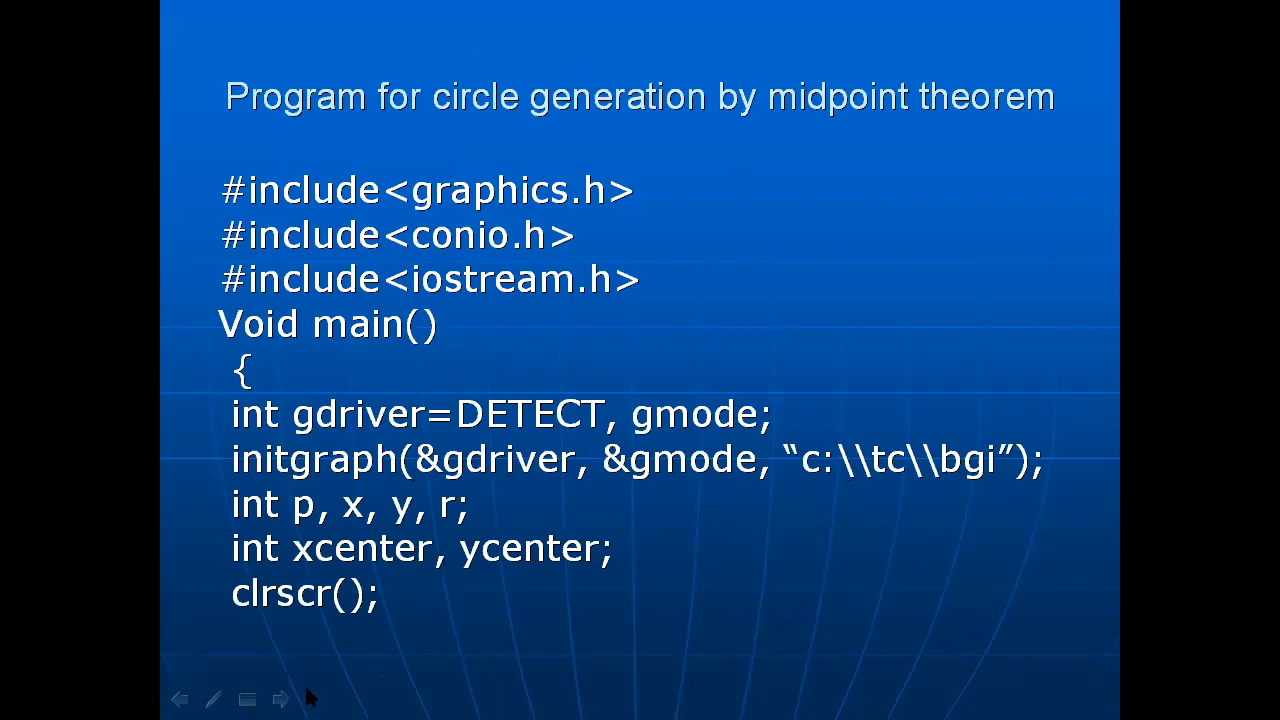 Program for circle generation by midpoint theorem
#include<graphics.h>
#include<conio.h>
#include<iostream.h>
Void main()
{
int gdriver=DETECT, gmode;
initgraph(&gdriver, &gmode, “c:\\tc\\bgi”);
int p, x, y, r;
int xcenter, ycenter;
clrscr();